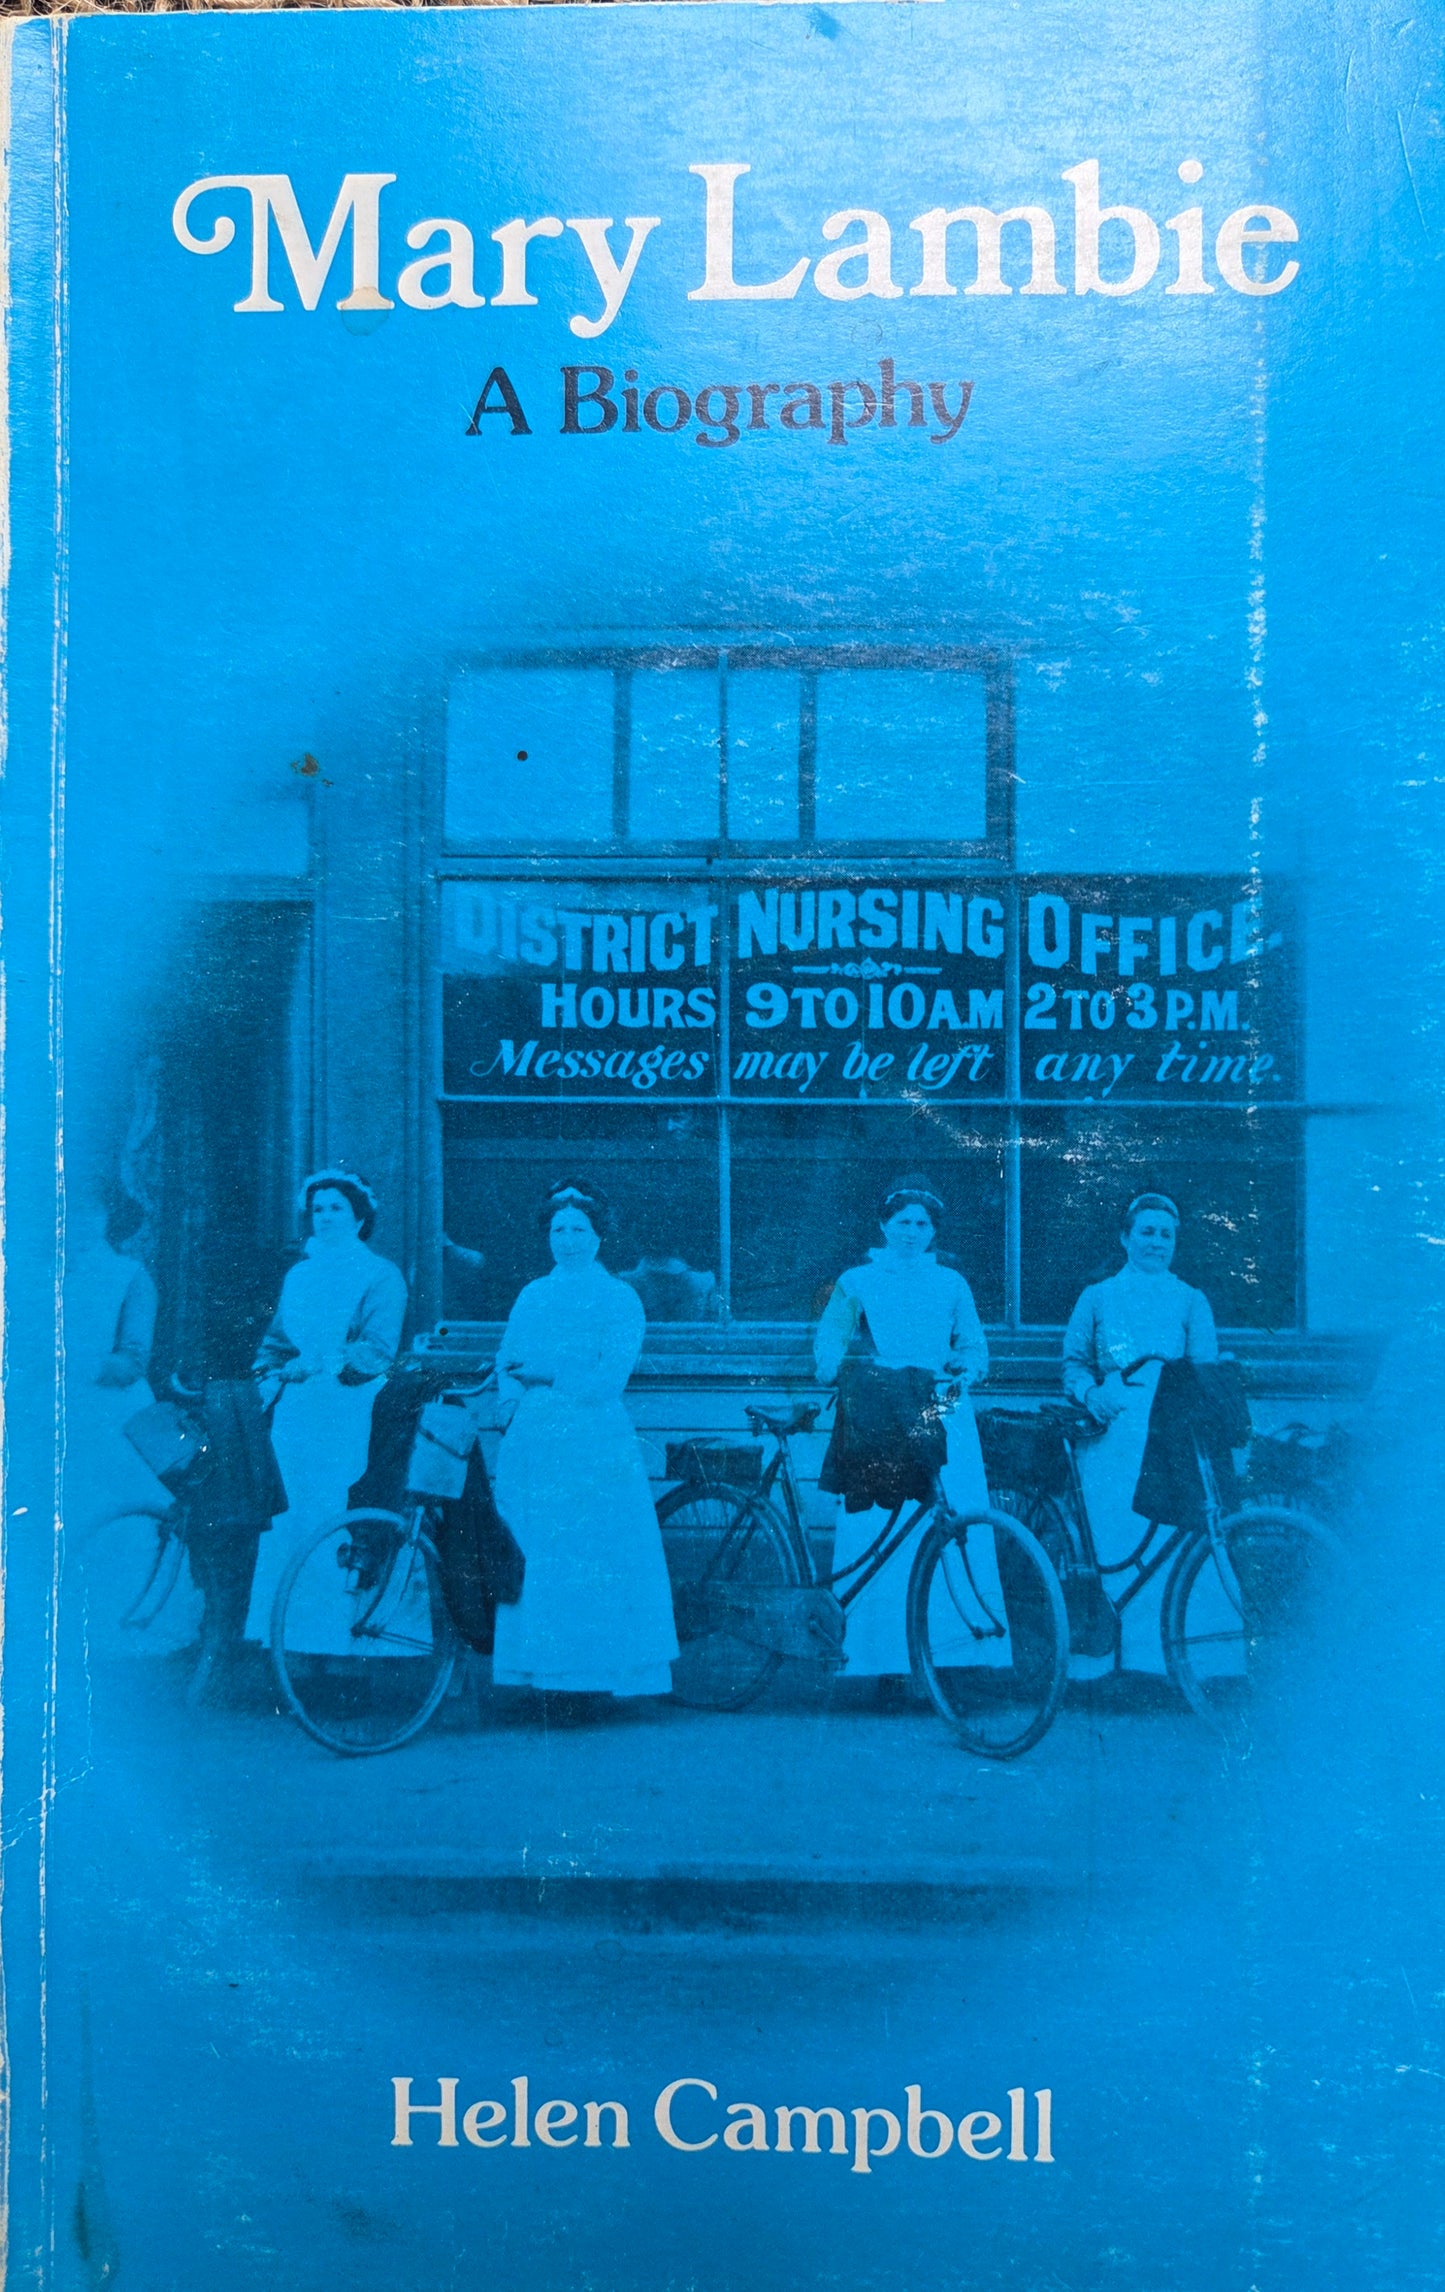 Mary Lambie
A Biography
DISTRICT NURSING OFFICE.
HOURS 9 TO 10 A.M 2 TO 3 P.M.
Messages may be left any time.
Helen Campbell